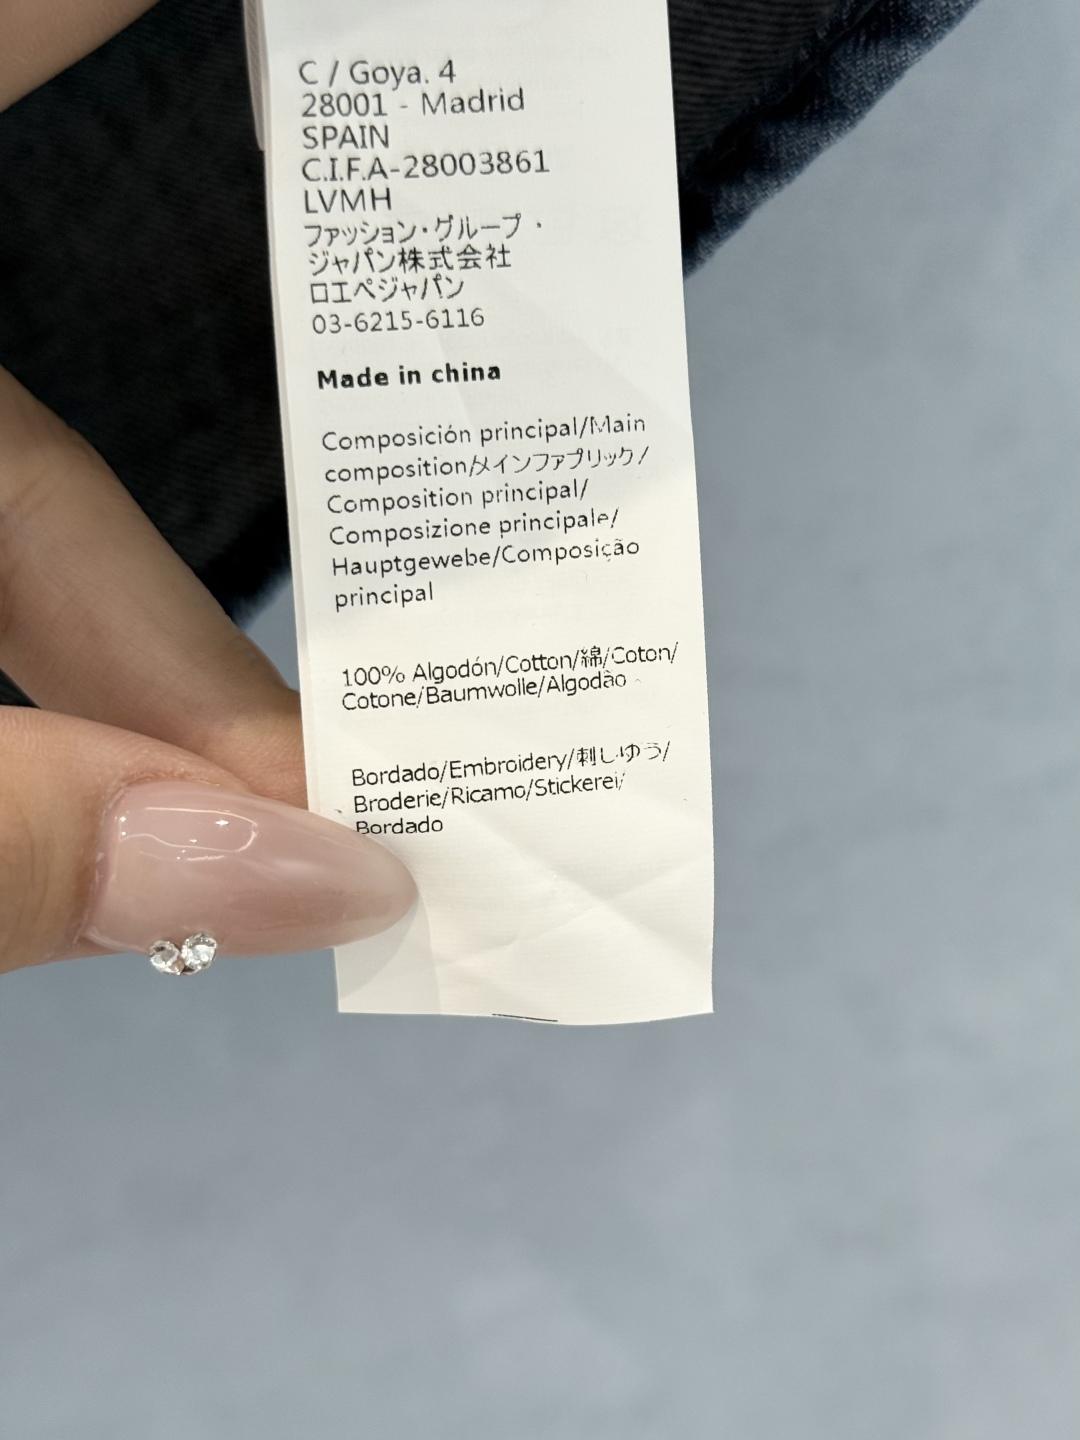 C / Goya. 4
28001 - Madrid
SPAIN
C.I.F.A-28003861
LVMH
ファッション・グループ・
ジャパン株式会社
ロエペジャパン
03-6215-6116
Made in china
Composición principal/Main
composition/メインファブリック/
Composition principal/
Composizione principale/
Hauptgewebe/Composição
principal
100% Algodón/Cotton/綿/Coton/
Cotone/Baumwolle/Algodão
Bordado/Embroidery/刺しゆう/
Broderie/Ricamo/Stickerei/
Bordado